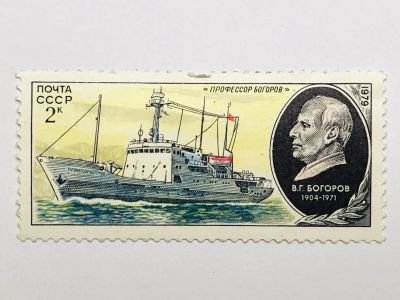 ПОЧТА
СССР
2К
«ПРОФЕССОР БОГОРОВ»
1979
В.Г. БОГОРОВ
1904-1971